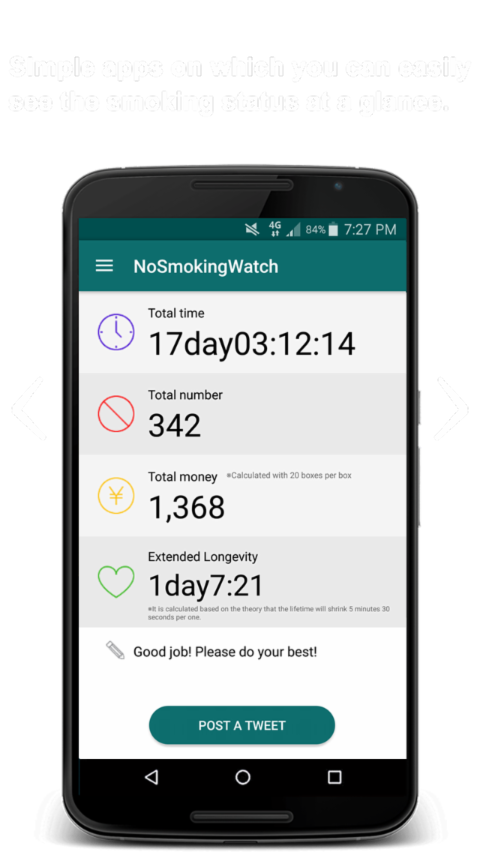 Simple apps on which you can easily
see the smoking status at a glance.
4G 84% 7:27 PM
NoSmokingWatch
Total time
17day03:12:14
Total number
342
Total money ※Calculated with 20 boxes per box
¥
1,368
Extended Longevity
1day7:21
※It is calculated based on the theory that the lifetime will shrink 5 minutes 30
seconds per one.
Good job! Please do your best!
POST A TWEET